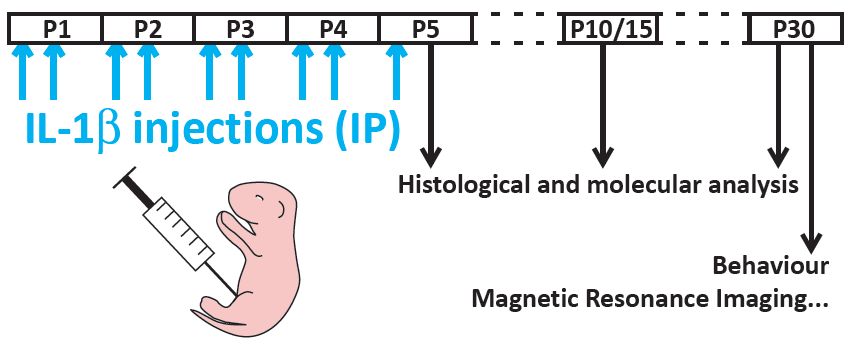 P1 P2 P3 P4 P5 P10/15 P30
IL-1β injections (IP)
Histological and molecular analysis
Behaviour
Magnetic Resonance Imaging...